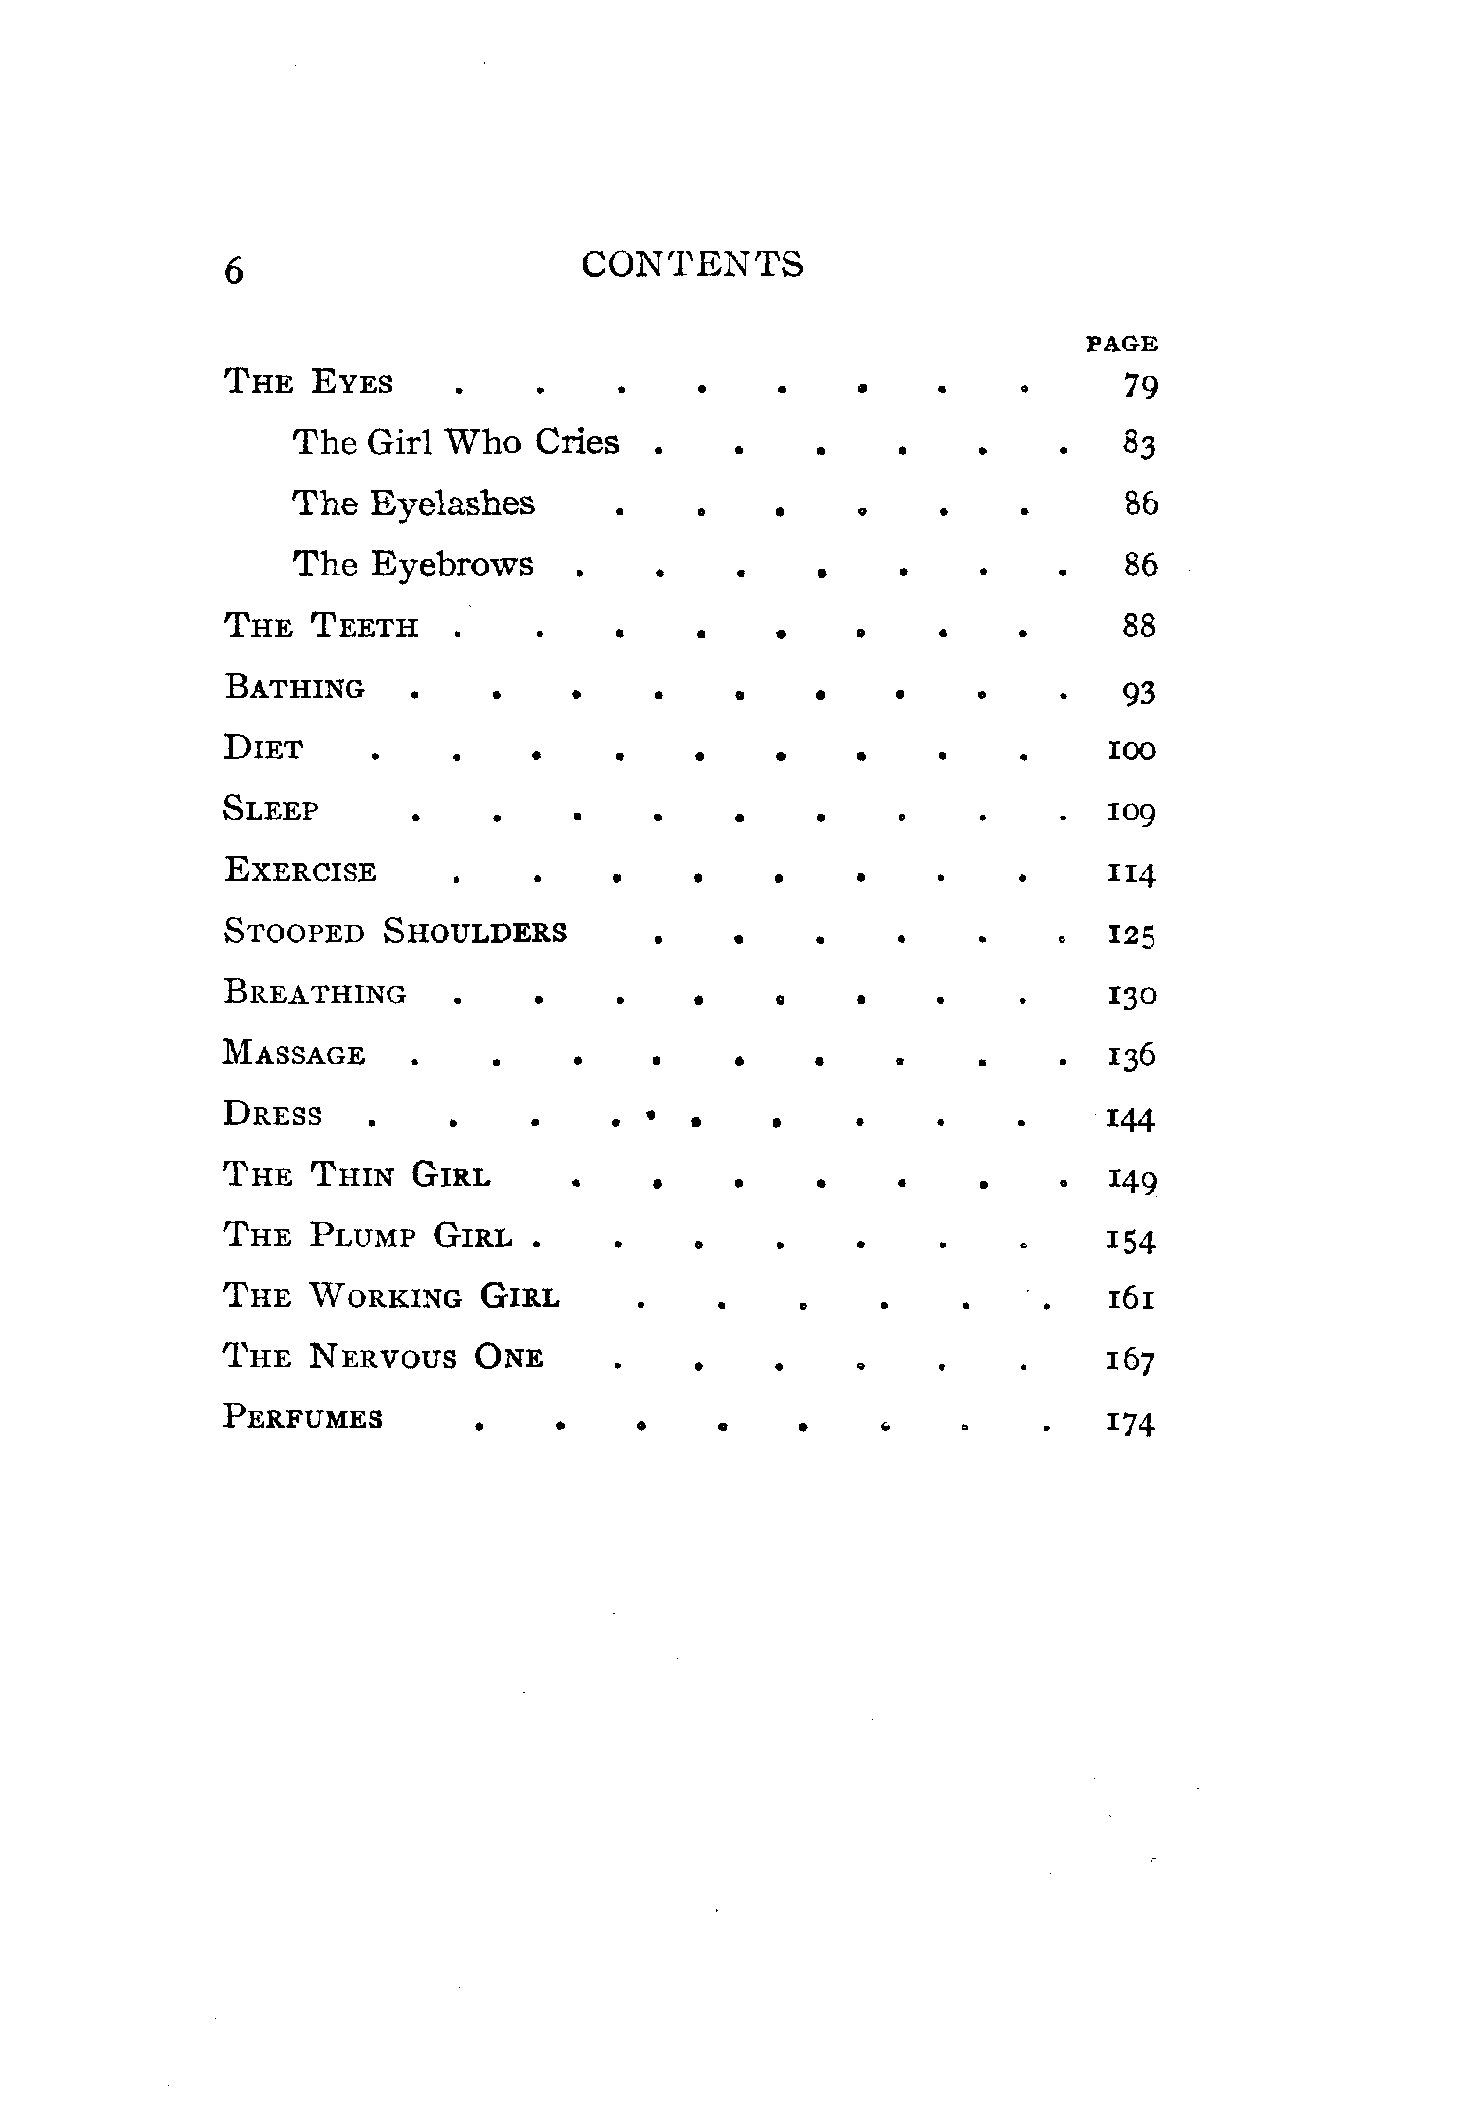 6 CONTENTS
PAGE
THE EYES . . . . . . . . 79
The Girl Who Cries . . . . . . 83
The Eyelashes . . . . . . 86
The Eyebrows . . . . . . . 86
THE TEETH . . . . . . . . 88
BATHING . . . . . . . . . 93
DIET . . . . . . . . . 100
SLEEP . . . . . . . . . 109
EXERCISE . . . . . . . . 114
STOOPED SHOULDERS . . . . . . 125
BREATHING . . . . . . . . 130
MASSAGE . . . . . . . . . 136
DRESS . . . . . . . . . 144
THE THIN GIRL . . . . . . . 149
THE PLUMP GIRL . . . . . . . 154
THE WORKING GIRL . . . . . . 161
THE NERVOUS ONE . . . . . . 167
PERFUMES . . . . . . . . 174